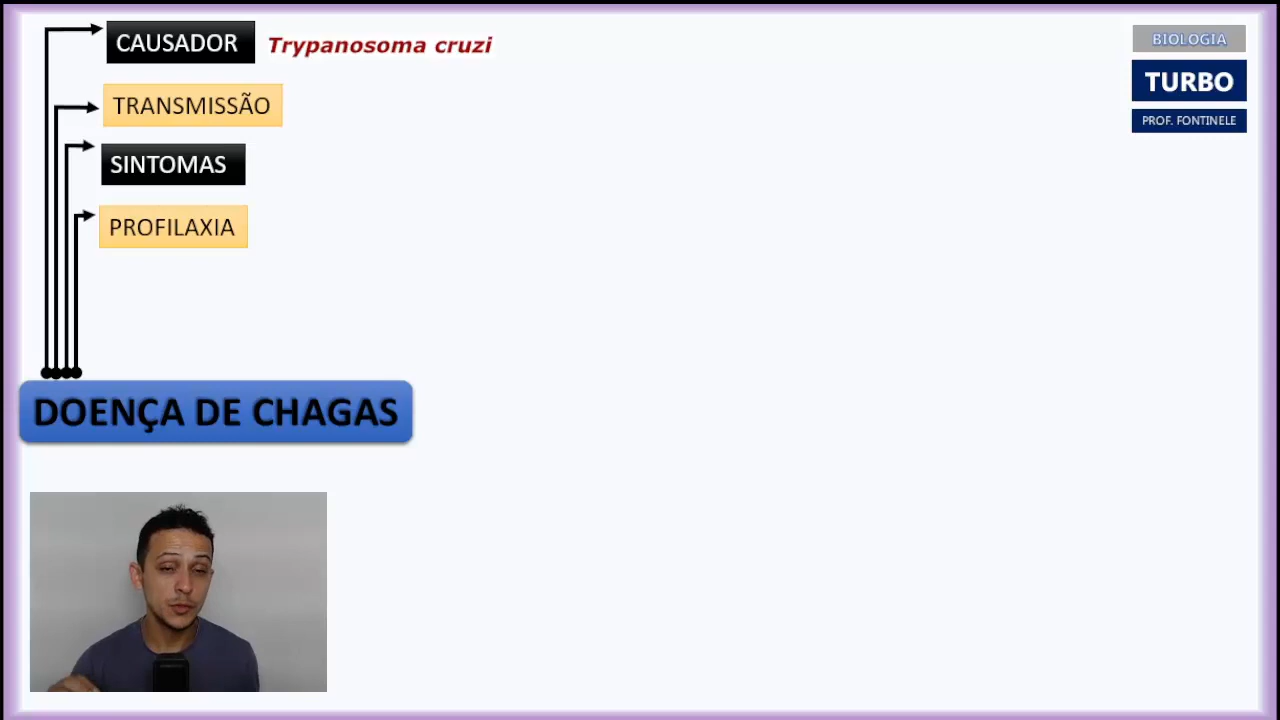 CAUSADOR Trypanosoma cruzi
TRANSMISSÃO
SINTOMAS
PROFILAXIA
DOENÇA DE CHAGAS
BIOLOGIA
TURBO
PROF. FONTINELE